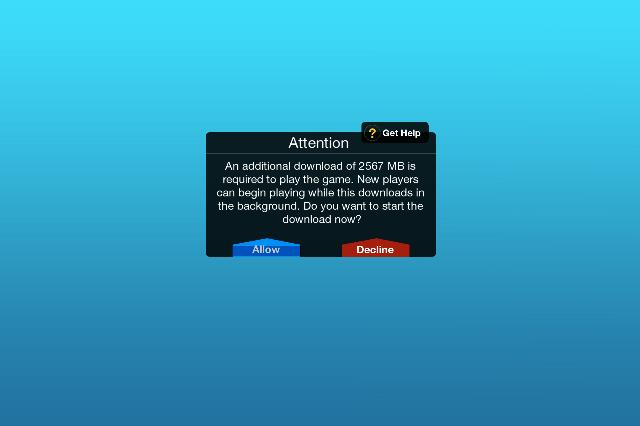 ? Get Help
Attention
An additional download of 2567 MB is
required to play the game. New players
can begin playing while this downloads in
the background. Do you want to start the
download now?
Allow
Decline